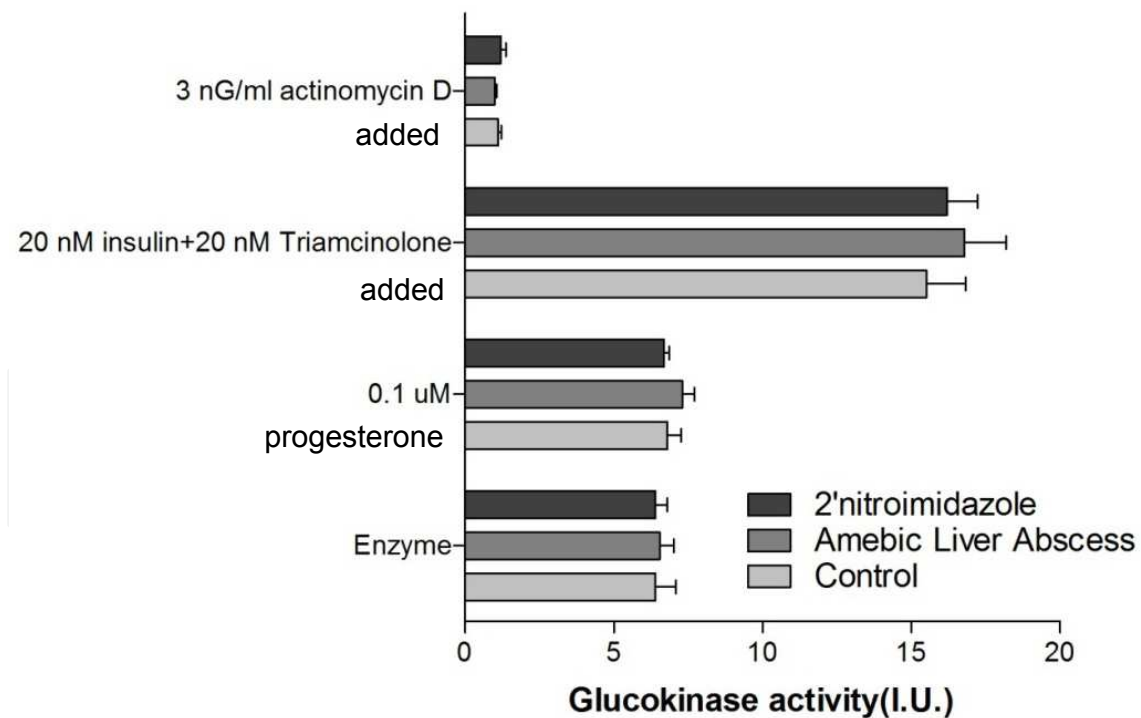 3 nG/ml actinomycin D
added
20 nM insulin+20 nM Triamcinolone
added
0.1 uM
progesterone
Enzyme
2'nitroimidazole
Amebic Liver Abscess
Control
0 5 10 15 20
Glucokinase activity(I.U.)